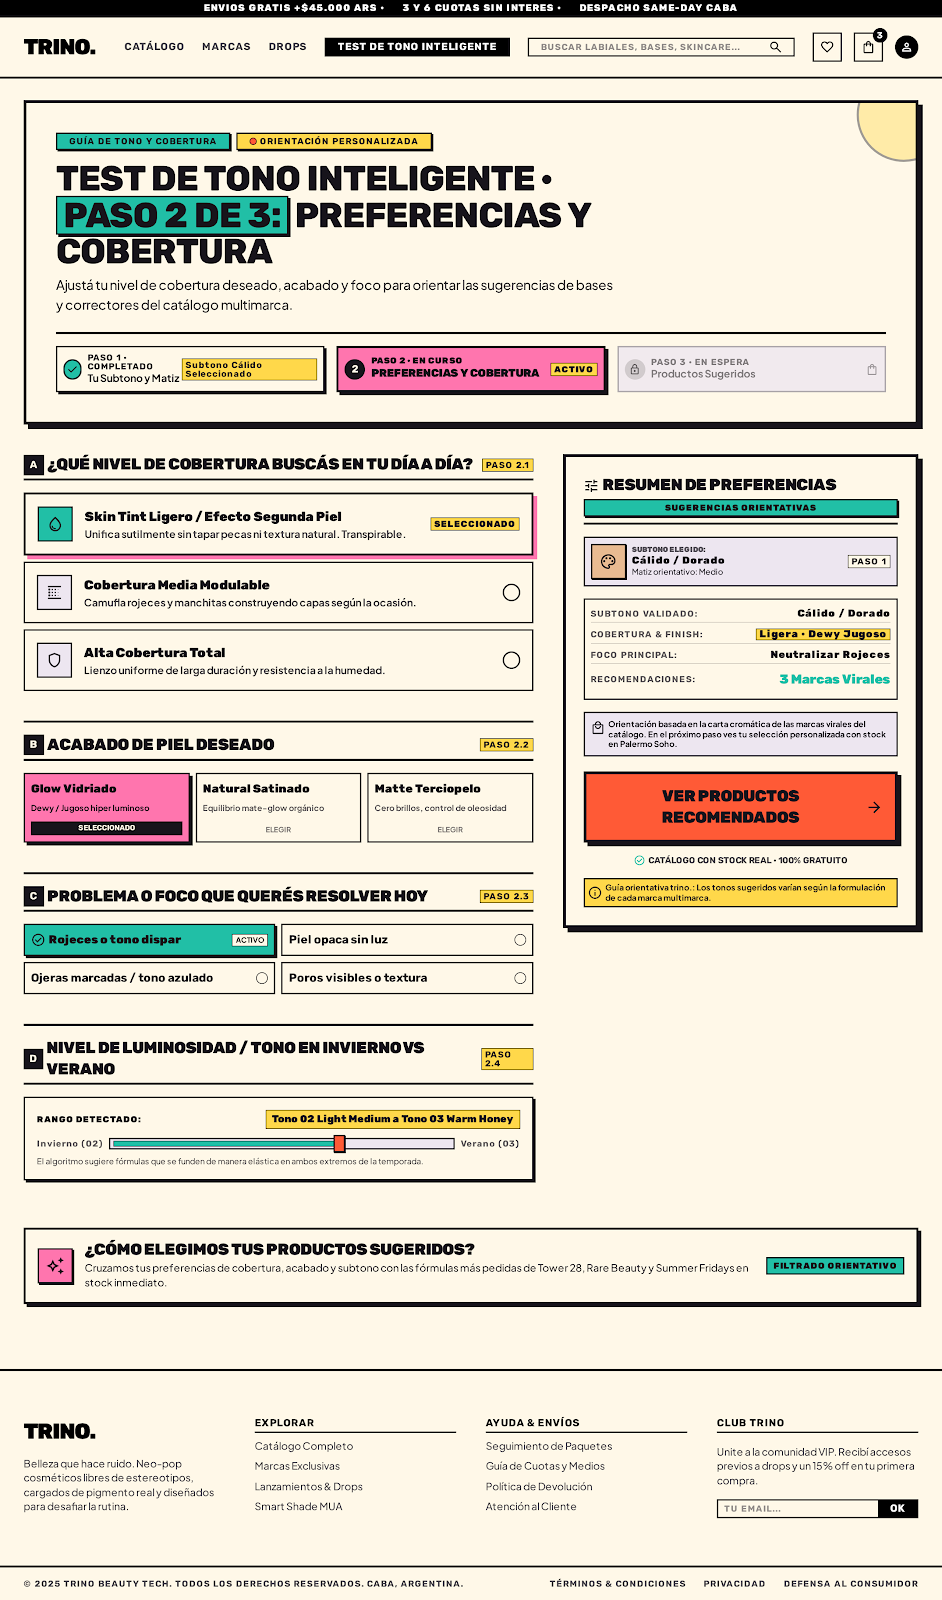 ENVIOS GRATIS +$45.000 ARS •   3 Y 6 CUOTAS SIN INTERES •   DESPACHO SAME-DAY CABA
TRINO.
CATÁLOGO
MARCAS
DROPS
TEST DE TONO INTELIGENTE
BUSCAR LABIALES, BASES, SKINCARE...
3
GUÍA DE TONO Y COBERTURA
ORIENTACIÓN PERSONALIZADA
TEST DE TONO INTELIGENTE •
PASO 2 DE 3: PREFERENCIAS Y
COBERTURA
Ajustá tu nivel de cobertura deseado, acabado y foco para orientar las sugerencias de bases
y correctores del catálogo multimarca.
PASO 1 •
COMPLETADO
Tu Subtono y Matiz
Subtono Cálido
Seleccionado
2
PASO 2 • EN CURSO
PREFERENCIAS Y COBERTURA
ACTIVO
PASO 3 • EN ESPERA
Productos Sugeridos
A
¿QUÉ NIVEL DE COBERTURA BUSCÁS EN TU DÍA A DÍA?
PASO 2.1
Skin Tint Ligero / Efecto Segunda Piel
Unifica sutilmente sin tapar pecas ni textura natural. Transpirable.
SELECCIONADO
Cobertura Media Modulable
Camufla rojeces y manchitas construyendo capas según la ocasión.
Alta Cobertura Total
Lienzo uniforme de larga duración y resistencia a la humedad.
B
ACABADO DE PIEL DESEADO
PASO 2.2
Glow Vidriado
Dewy / Jugoso hiper luminoso
SELECCIONADO
Natural Satinado
Equilibrio mate-glow orgánico
ELEGIR
Matte Terciopelo
Cero brillos, control de oleosidad
ELEGIR
C
PROBLEMA O FOCO QUE QUERÉS RESOLVER HOY
PASO 2.3
Rojeces o tono dispar
ACTIVO
Piel opaca sin luz
Ojeras marcadas / tono azulado
Poros visibles o textura
D
NIVEL DE LUMINOSIDAD / TONO EN INVIERNO VS
VERANO
PASO
2.4
RANGO DETECTADO:
Tono 02 Light Medium a Tono 03 Warm Honey
Invierno (02)
Verano (03)
El algoritmo sugiere fórmulas que se funden de manera elástica en ambos extremos de la temporada.
RESUMEN DE PREFERENCIAS
SUGERENCIAS ORIENTATIVAS
SUBTONO ELEGIDO:
Cálido / Dorado
Matiz orientativo: Medio
PASO 1
SUBTONO VALIDADO:
Cálido / Dorado
COBERTURA & FINISH:
Ligera • Dewy Jugoso
FOCO PRINCIPAL:
Neutralizar Rojeces
RECOMENDACIONES:
3 Marcas Virales
Orientación basada en la carta cromática de las marcas virales del
catálogo. En el próximo paso ves tu selección personalizada con stock
en Palermo Soho.
VER PRODUCTOS
RECOMENDADOS
CATÁLOGO CON STOCK REAL • 100% GRATUITO
Guía orientativa trino.: Los tonos sugeridos varían según la formulación
de cada marca multimarca.
¿CÓMO ELEGIMOS TUS PRODUCTOS SUGERIDOS?
Cruzamos tus preferencias de cobertura, acabado y subtono con las fórmulas más pedidas de Tower 28, Rare Beauty y Summer Fridays en
stock inmediato.
FILTRADO ORIENTATIVO
TRINO.
Belleza que hace ruido. Neo-pop
cosméticos libres de estereotipos,
cargados de pigmento real y diseñados
para desafiar la rutina.
EXPLORAR
Catálogo Completo
Marcas Exclusivas
Lanzamientos & Drops
Smart Shade MUA
AYUDA & ENVÍOS
Seguimiento de Paquetes
Guía de Cuotas y Medios
Política de Devolución
Atención al Cliente
CLUB TRINO
Unite a la comunidad VIP. Recibí accesos
previos a drops y un 15% off en tu primera
compra.
TU EMAIL...
OK
© 2025 TRINO BEAUTY TECH. TODOS LOS DERECHOS RESERVADOS. CABA, ARGENTINA.
TÉRMINOS & CONDICIONES
PRIVACIDAD
DEFENSA AL CONSUMIDOR